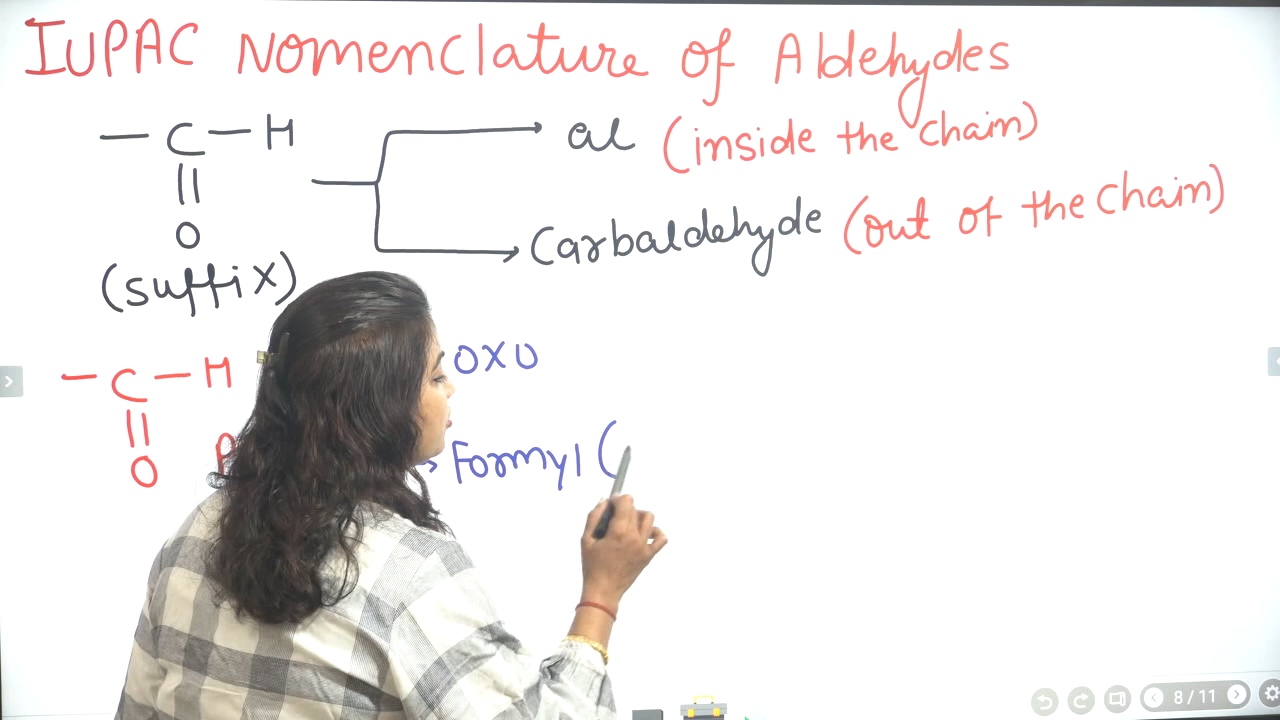 IUPAC Nomenclature of Aldehydes
— C — H
al (inside the chain)
||
O
Carbaldehyde (out of the chain)
(suffix)
— C — H
oxo
||
O
Formyl (
8 / 11